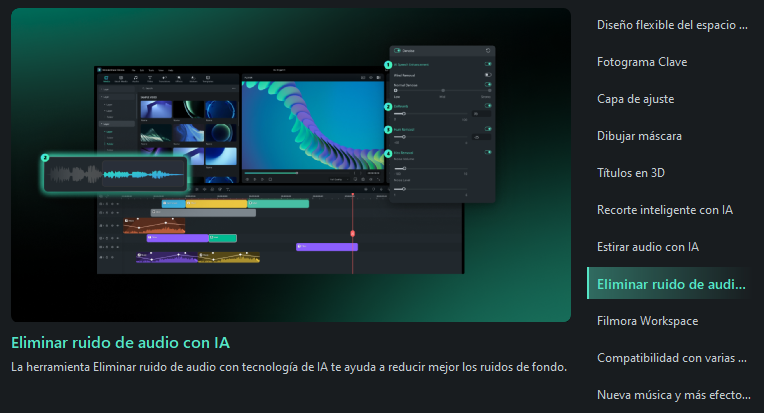 Diseño flexible del espacio ...
Fotograma Clave
Capa de ajuste
Dibujar máscara
Títulos en 3D
Recorte inteligente con IA
Estirar audio con IA
Eliminar ruido de audi...
Filmora Workspace
Compatibilidad con varias ...
Nueva música y más efecto...
Eliminar ruido de audio con IA
La herramienta Eliminar ruido de audio con tecnología de IA te ayuda a reducir mejor los ruidos de fondo.